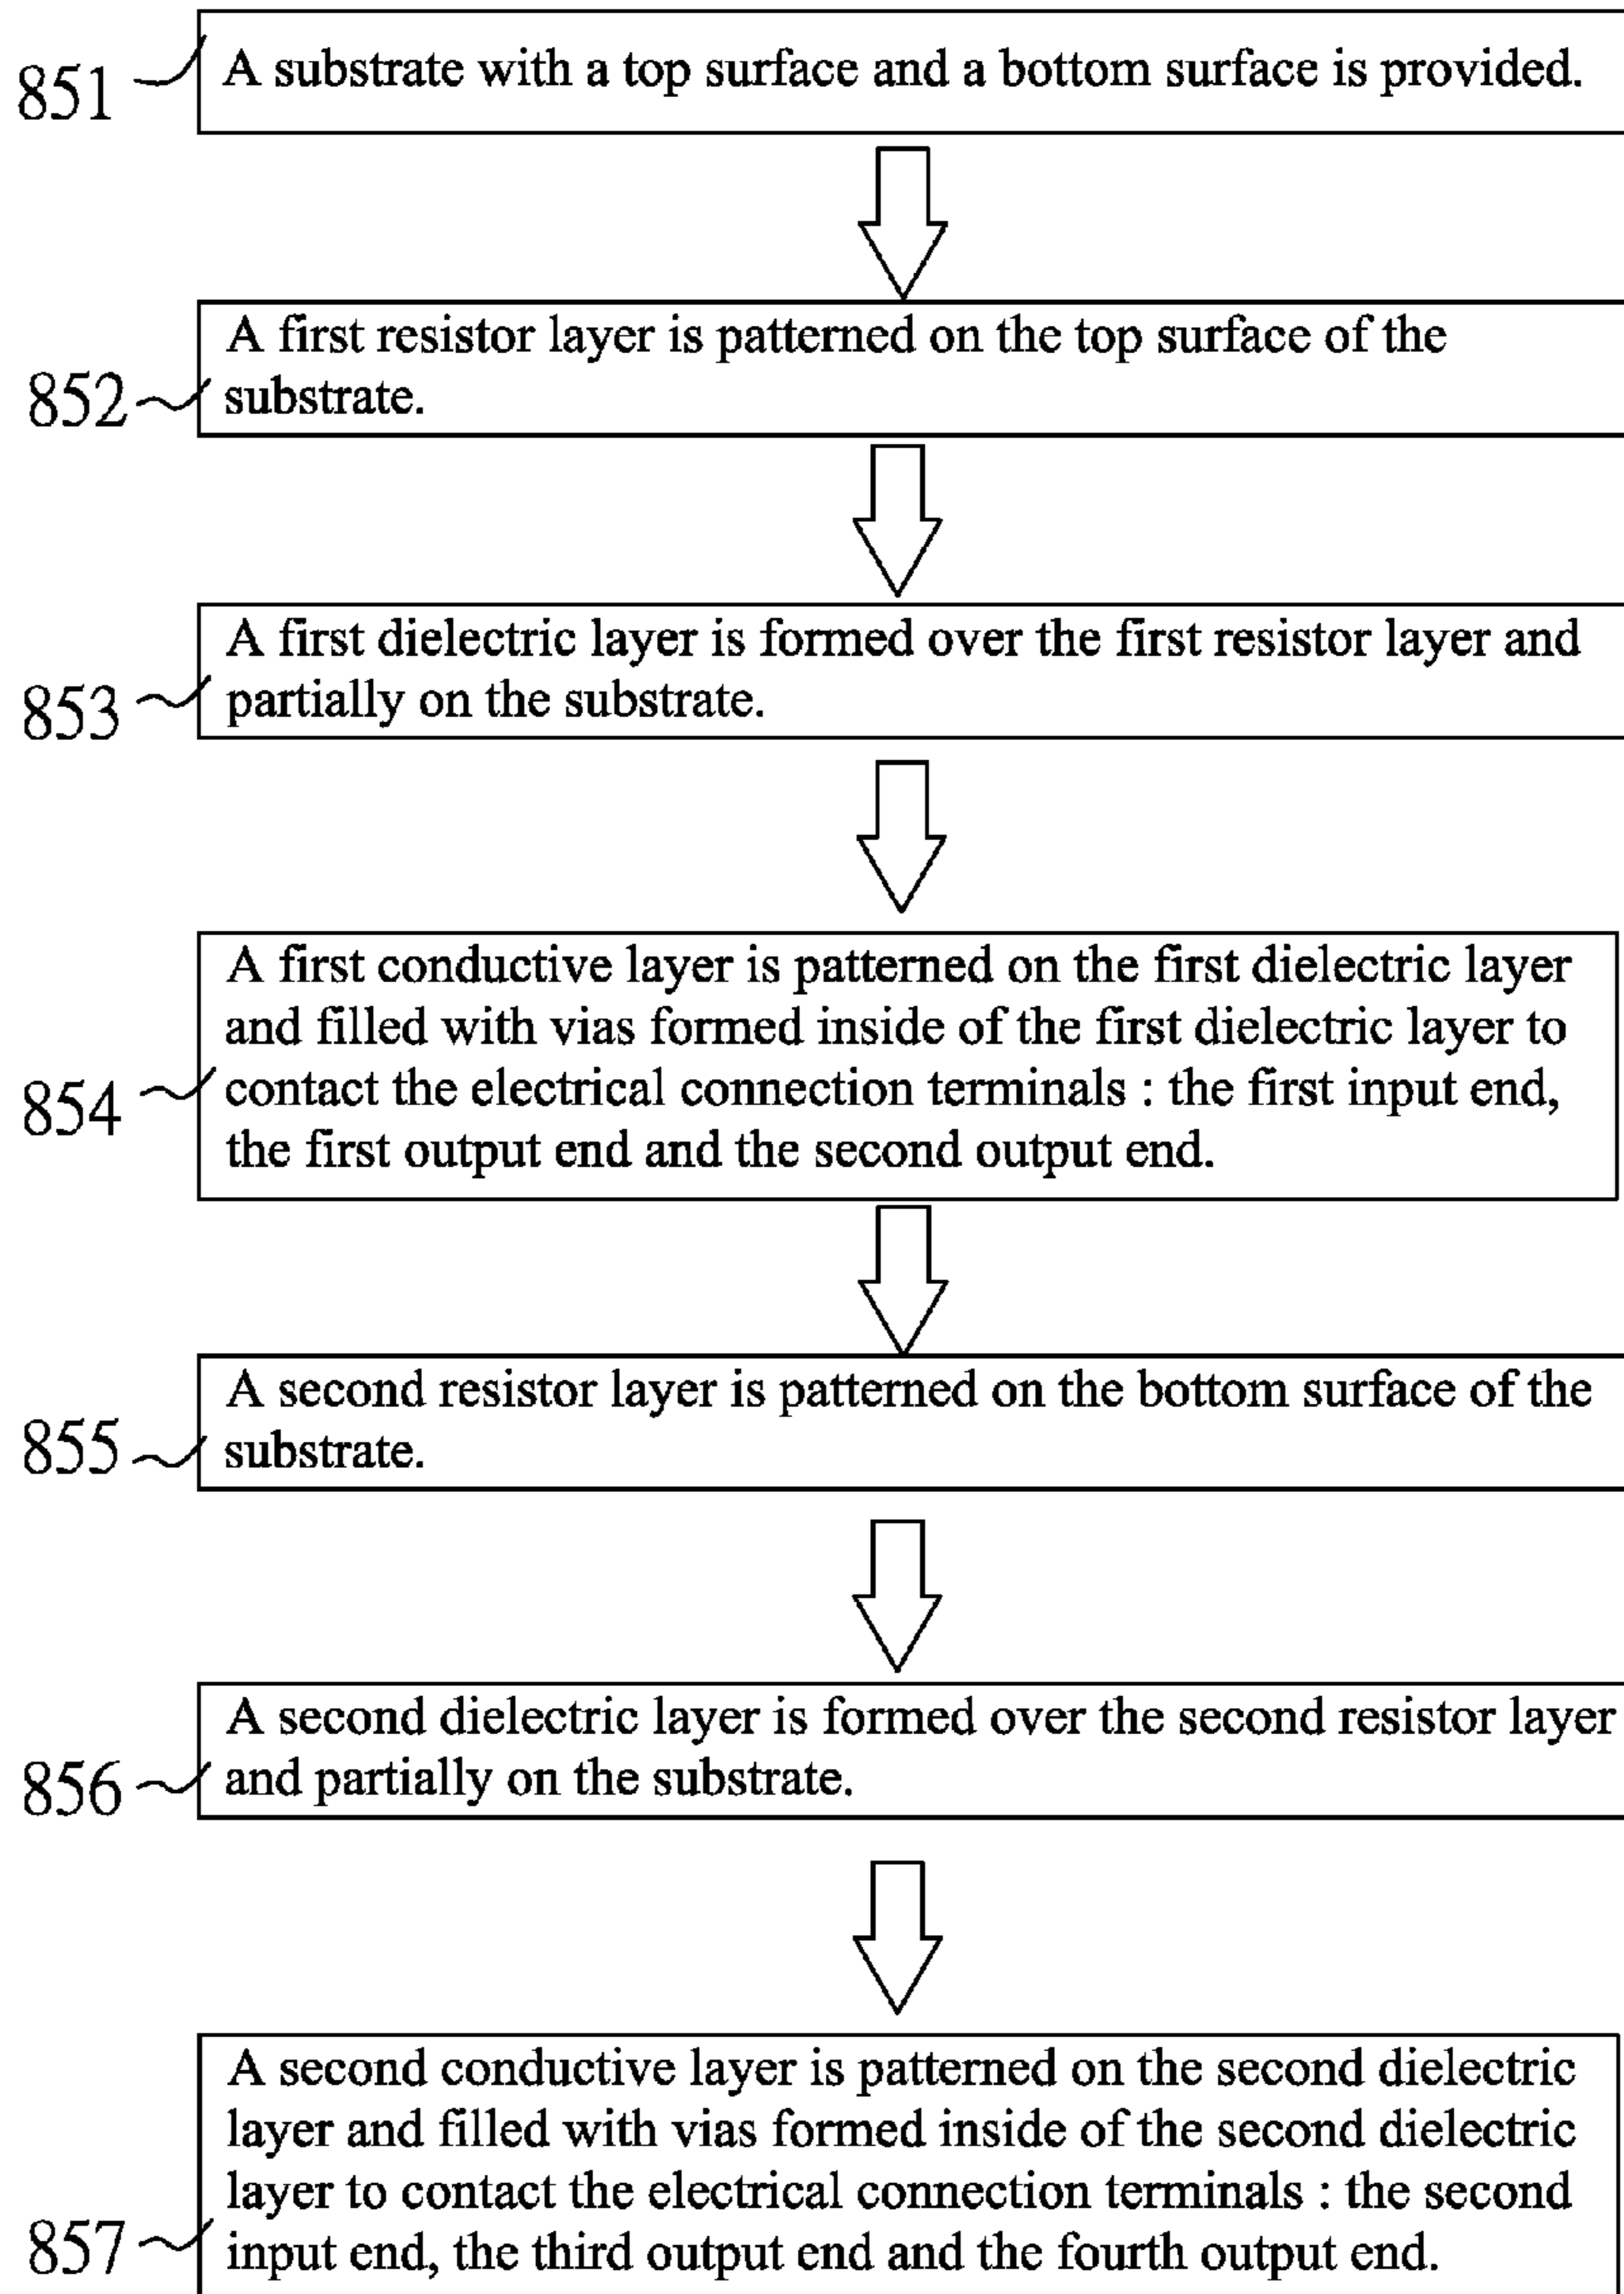 851
A substrate with a top surface and a bottom surface is provided.
A first resistor layer is patterned on the top surface of the
852
substrate.
A first dielectric layer is formed over the first resistor layer and
853
partially on the substrate.
A first conductive layer is patterned on the first dielectric layer
and filled with vias formed inside of the first dielectric layer to
854
contact the electrical connection terminals : the first input end,
the first output end and the second output end.
A second resistor layer is patterned on the bottom surface of the
855
substrate.
A second dielectric layer is formed over the second resistor layer
856
and partially on the substrate.
A second conductive layer is patterned on the second dielectric
layer and filled with vias formed inside of the second dielectric
layer to contact the electrical connection terminals : the second
857
input end, the third output end and the fourth output end.